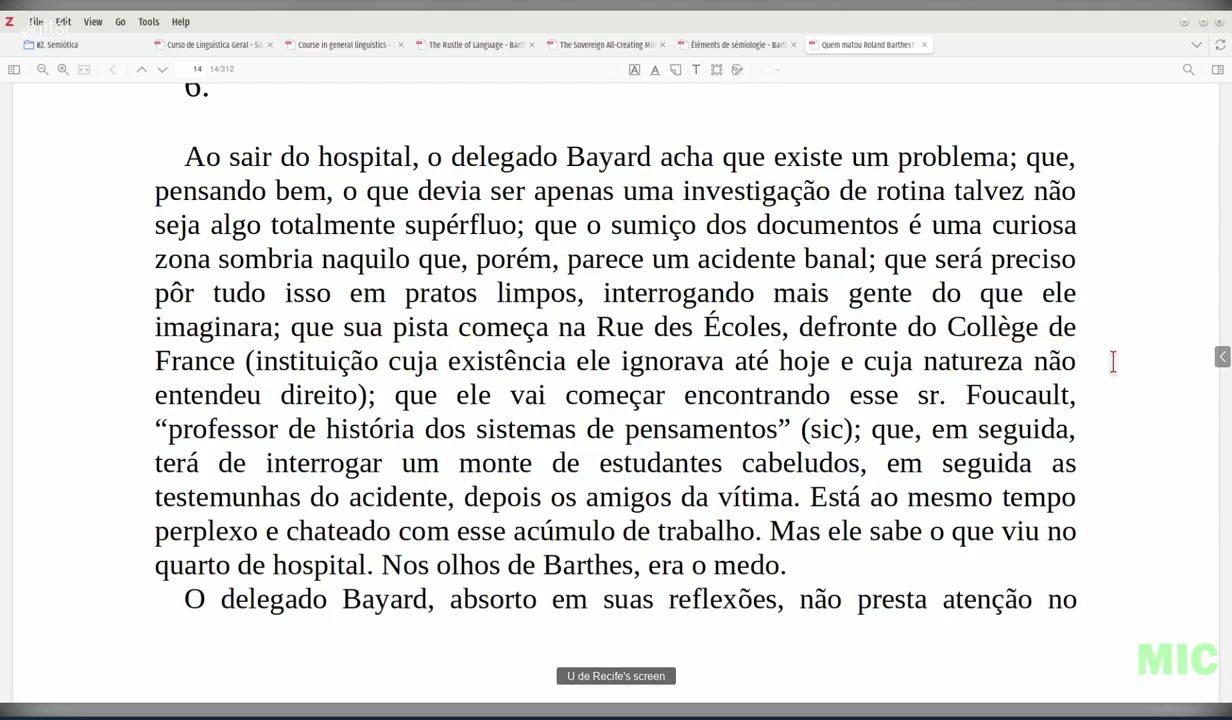 File Edit View Go Tools Help
02. Semiótica
Curso de Linguística Geral - Sa
Course in general linguistics -
The Rustle of Language - Bart
The Sovereign All-Creating Min
Éléments de sémiologie - Bart
Quem matou Roland Barthes?
14 14/312
6.
Ao sair do hospital, o delegado Bayard acha que existe um problema; que,
pensando bem, o que devia ser apenas uma investigação de rotina talvez não
seja algo totalmente supérfluo; que o sumiço dos documentos é uma curiosa
zona sombria naquilo que, porém, parece um acidente banal; que será preciso
pôr tudo isso em pratos limpos, interrogando mais gente do que ele
imaginara; que sua pista começa na Rue des Écoles, defronte do Collège de
France (instituição cuja existência ele ignorava até hoje e cuja natureza não
entendeu direito); que ele vai começar encontrando esse sr. Foucault,
“professor de história dos sistemas de pensamentos” (sic); que, em seguida,
terá de interrogar um monte de estudantes cabeludos, em seguida as
testemunhas do acidente, depois os amigos da vítima. Está ao mesmo tempo
perplexo e chateado com esse acúmulo de trabalho. Mas ele sabe o que viu no
quarto de hospital. Nos olhos de Barthes, era o medo.
O delegado Bayard, absorto em suas reflexões, não presta atenção no
MIC
U de Recife's screen